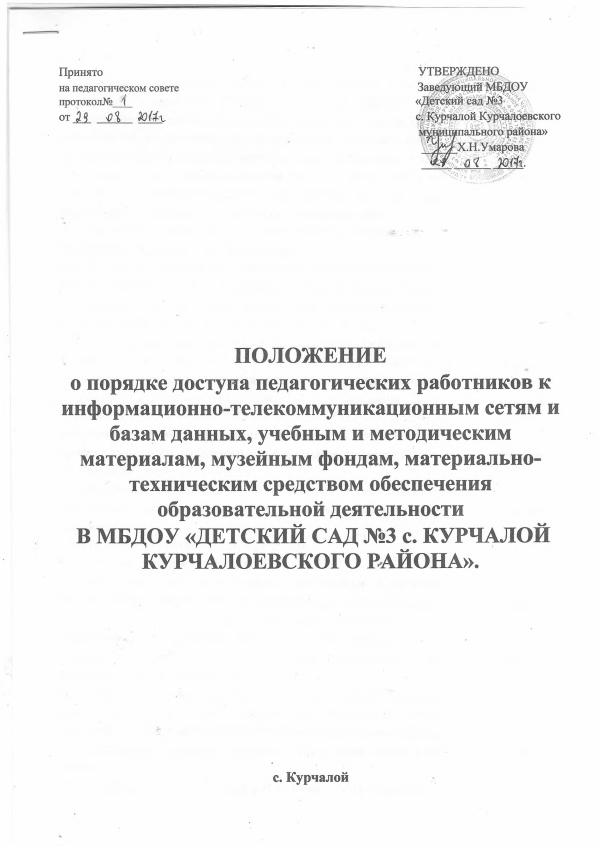 Принято
на педагогическом совете
протокол№ 1
от 29 08 2017г
УТВЕРЖДЕНО
Заведующий МБДОУ
«Детский сад №3
с. Курчалой Курчалоевского
муниципального района»
Х.Н.Умарова
29 08 2017г.
ПОЛОЖЕНИЕ
о порядке доступа педагогических работников к
информационно-телекоммуникационным сетям и
базам данных, учебным и методическим
материалам, музейным фондам, материально-
техническим средством обеспечения
образовательной деятельности
В МБДОУ «ДЕТСКИЙ САД №3 с. КУРЧАЛОЙ
КУРЧАЛОЕВСКОГО РАЙОНА».
с. Курчалой